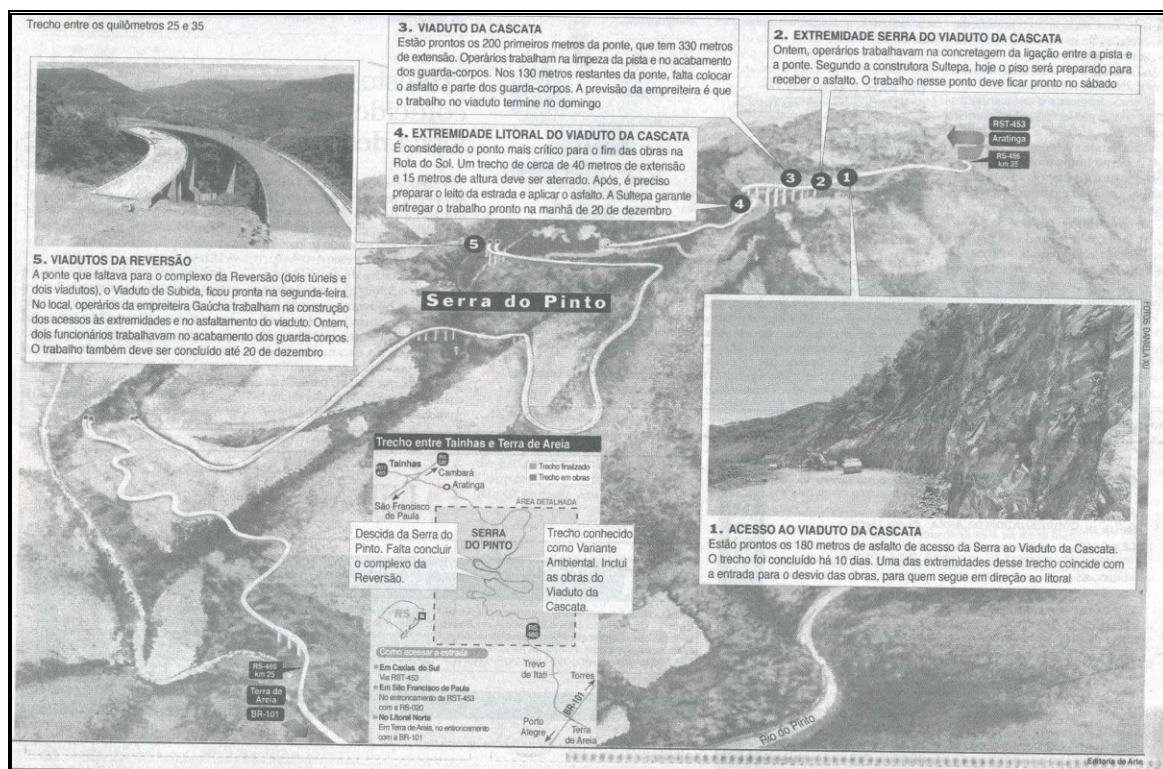 Trecho entre os quilômetros 25 e 35
3. VIADUTO DA CASCATA
Estão prontos os 200 primeiros metros da ponte, que tem 330 metros
de extensão. Operários trabalham na limpeza da pista e no acabamento
dos guarda-corpos. Nos 130 metros restantes da ponte, falta colocar
o asfalto e parte dos guarda-corpos. A previsão da empreiteira é que
o trabalho no viaduto termine no domingo
2. EXTREMIDADE SERRA DO VIADUTO DA CASCATA
Ontem, operários trabalhavam na concretagem da ligação entre a pista e
a ponte. Segundo a construtora Sultepa, hoje o piso será preparado para
receber o asfalto. O trabalho nesse ponto deve ficar pronto no sábado
4. EXTREMIDADE LITORAL DO VIADUTO DA CASCATA
É considerado o ponto mais crítico para o fim das obras na
Rota do Sol. Um trecho de cerca de 40 metros de extensão
e 15 metros de altura deve ser aterrado. Após, é preciso
preparar o leito da estrada e aplicar o asfalto. A Sultepa garante
entregar o trabalho pronto na manhã de 20 de dezembro
RST-453
Aratinga
RS-486
km 35
3
2
1
4
5
5. VIADUTOS DA REVERSÃO
A ponte que faltava para o complexo da Reversão (dois túneis e
dois viadutos), o Viaduto de Subida, ficou pronta na segunda-feira.
No local, operários da empreiteira Gaúcha trabalham na construção
dos acessos às extremidades e no asfaltamento do viaduto. Ontem,
dois funcionários trabalhavam no acabamento dos guarda-corpos.
O trabalho também deve ser concluído até 20 de dezembro
Serra do Pinto
FOTOS DANIELA XU
1. ACESSO AO VIADUTO DA CASCATA
Estão prontos os 180 metros de asfalto de acesso da Serra ao Viaduto da Cascata.
O trecho foi concluído há 10 dias. Uma das extremidades desse trecho coincide com
a entrada para o desvio das obras, para quem segue em direção ao litoral
Trecho entre Tainhas e Terra de Areia
Tainhas
Cambará
Aratinga
São Francisco
de Paula
Trecho finalizado
Trecho em obras
ÁREA DETALHADA
Descida da Serra do
Pinto. Falta concluir
o complexo da
Reversão.
SERRA
DO PINTO
Trecho conhecido
como Variante
Ambiental. Inclui
as obras do
Viaduto da
Cascata.
RS
RS
486
Como acessar a estrada
Em Caxias do Sul
Via RST-453
Em São Francisco de Paula
No entroncamento da RST-453
com a RS-020
No Litoral Norte
Em Terra de Areia, no entroncamento
com a BR-101
Trevo
de Itati
Torres
BR-101
Porto
Alegre
Terra
de Areia
RS-486
km 25
Terra de
Areia
BR-101
Rio do Pinto
Editoria de Arte